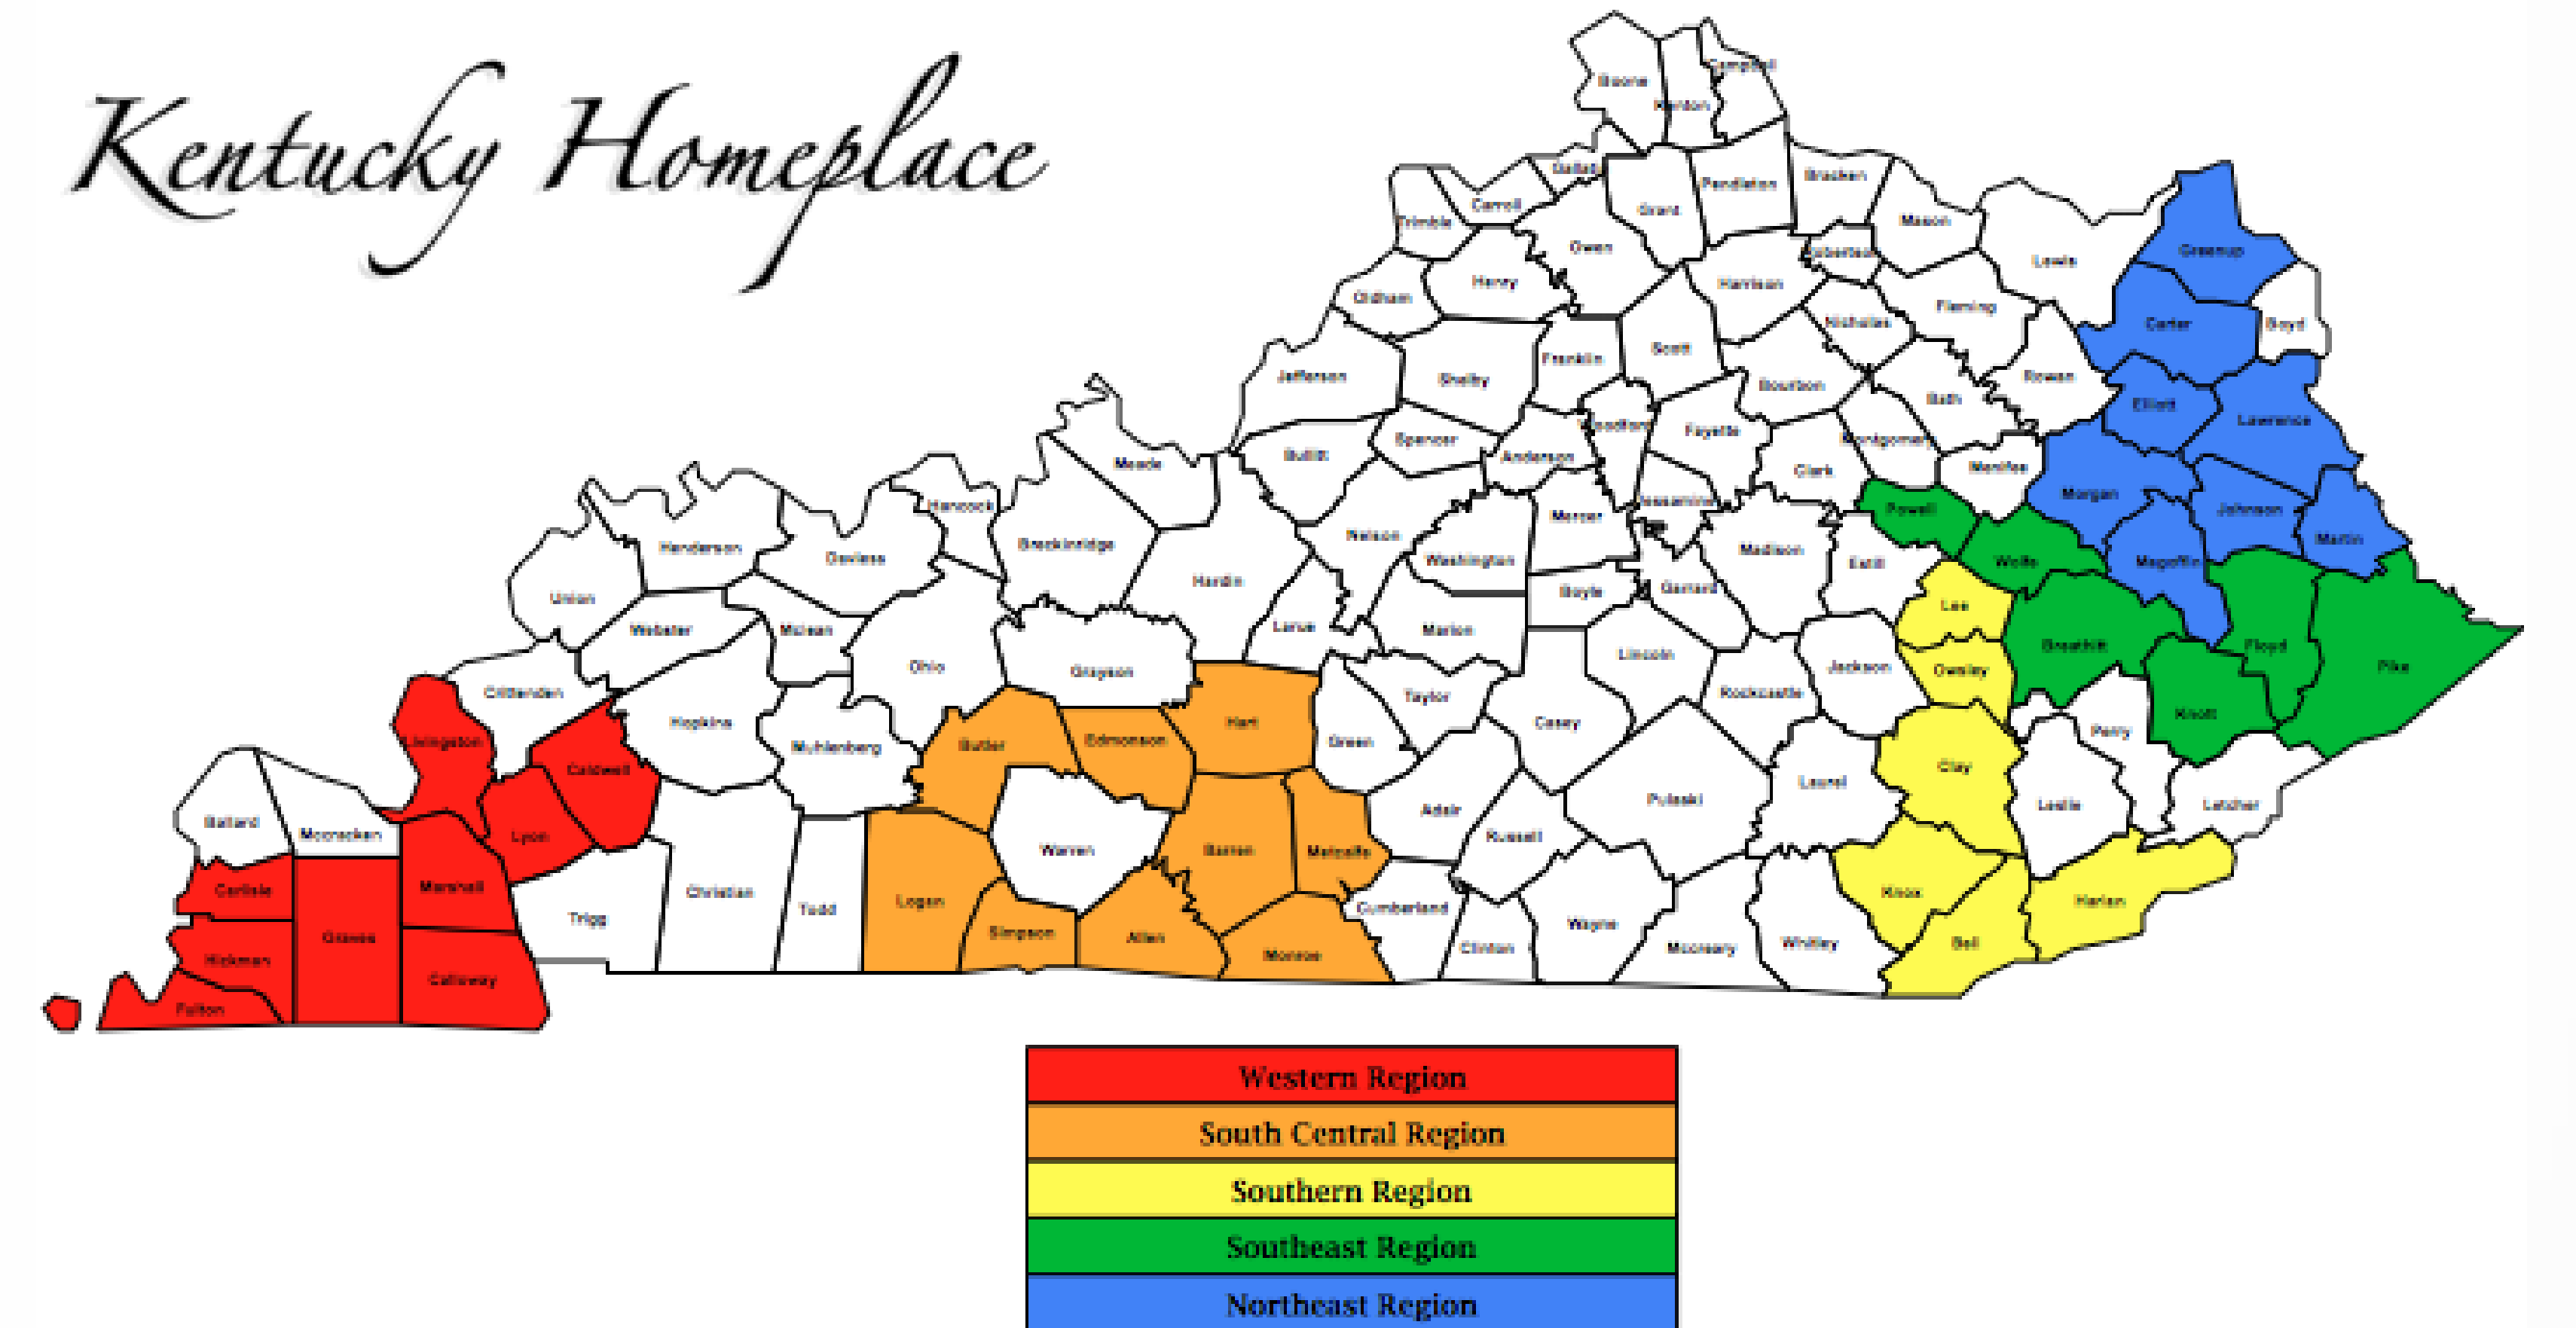 Kentucky Homeplace
Boone
Campbell
Kenton
Pendleton
Bracken
Grant
Mason
Carroll
Trimble
Owen
Greenup
Lewis
Henry
Harrison
Oldham
Fleming
Nicholas
Carter
Boyd
Scott
Franklin
Jefferson
Shelby
Rowan
Bourbon
Bath
Elliott
Lawrence
Fayette
Spencer
Bullitt
Anderson
Meade
Clark
Menifee
Morgan
Hancock
Johnson
Powell
Mercer
Nelson
Martin
Henderson
Breckinridge
Madison
Daviess
Washington
Estill
Wolfe
Magoffin
Hardin
Garrard
Boyle
Union
Lee
Larue
Webster
Mclean
Marion
Breathitt
Floyd
Lincoln
Ohio
Grayson
Jackson
Owsley
Pike
Crittenden
Taylor
Rockcastle
Knott
Hopkins
Hart
Casey
Perry
Livingston
Butler
Edmonson
Green
Muhlenberg
Caldwell
Clay
Laurel
Pulaski
Leslie
Letcher
Adair
Ballard
Mccracken
Lyon
Russell
Warren
Barren
Metcalfe
Carlisle
Marshall
Christian
Knox
Logan
Harlan
Todd
Cumberland
Trigg
Wayne
Simpson
Graves
Allen
Whitley
Bell
Clinton
Mccreary
Monroe
Hickman
Calloway
Fulton
Western Region
South Central Region
Southern Region
Southeast Region
Northeast Region